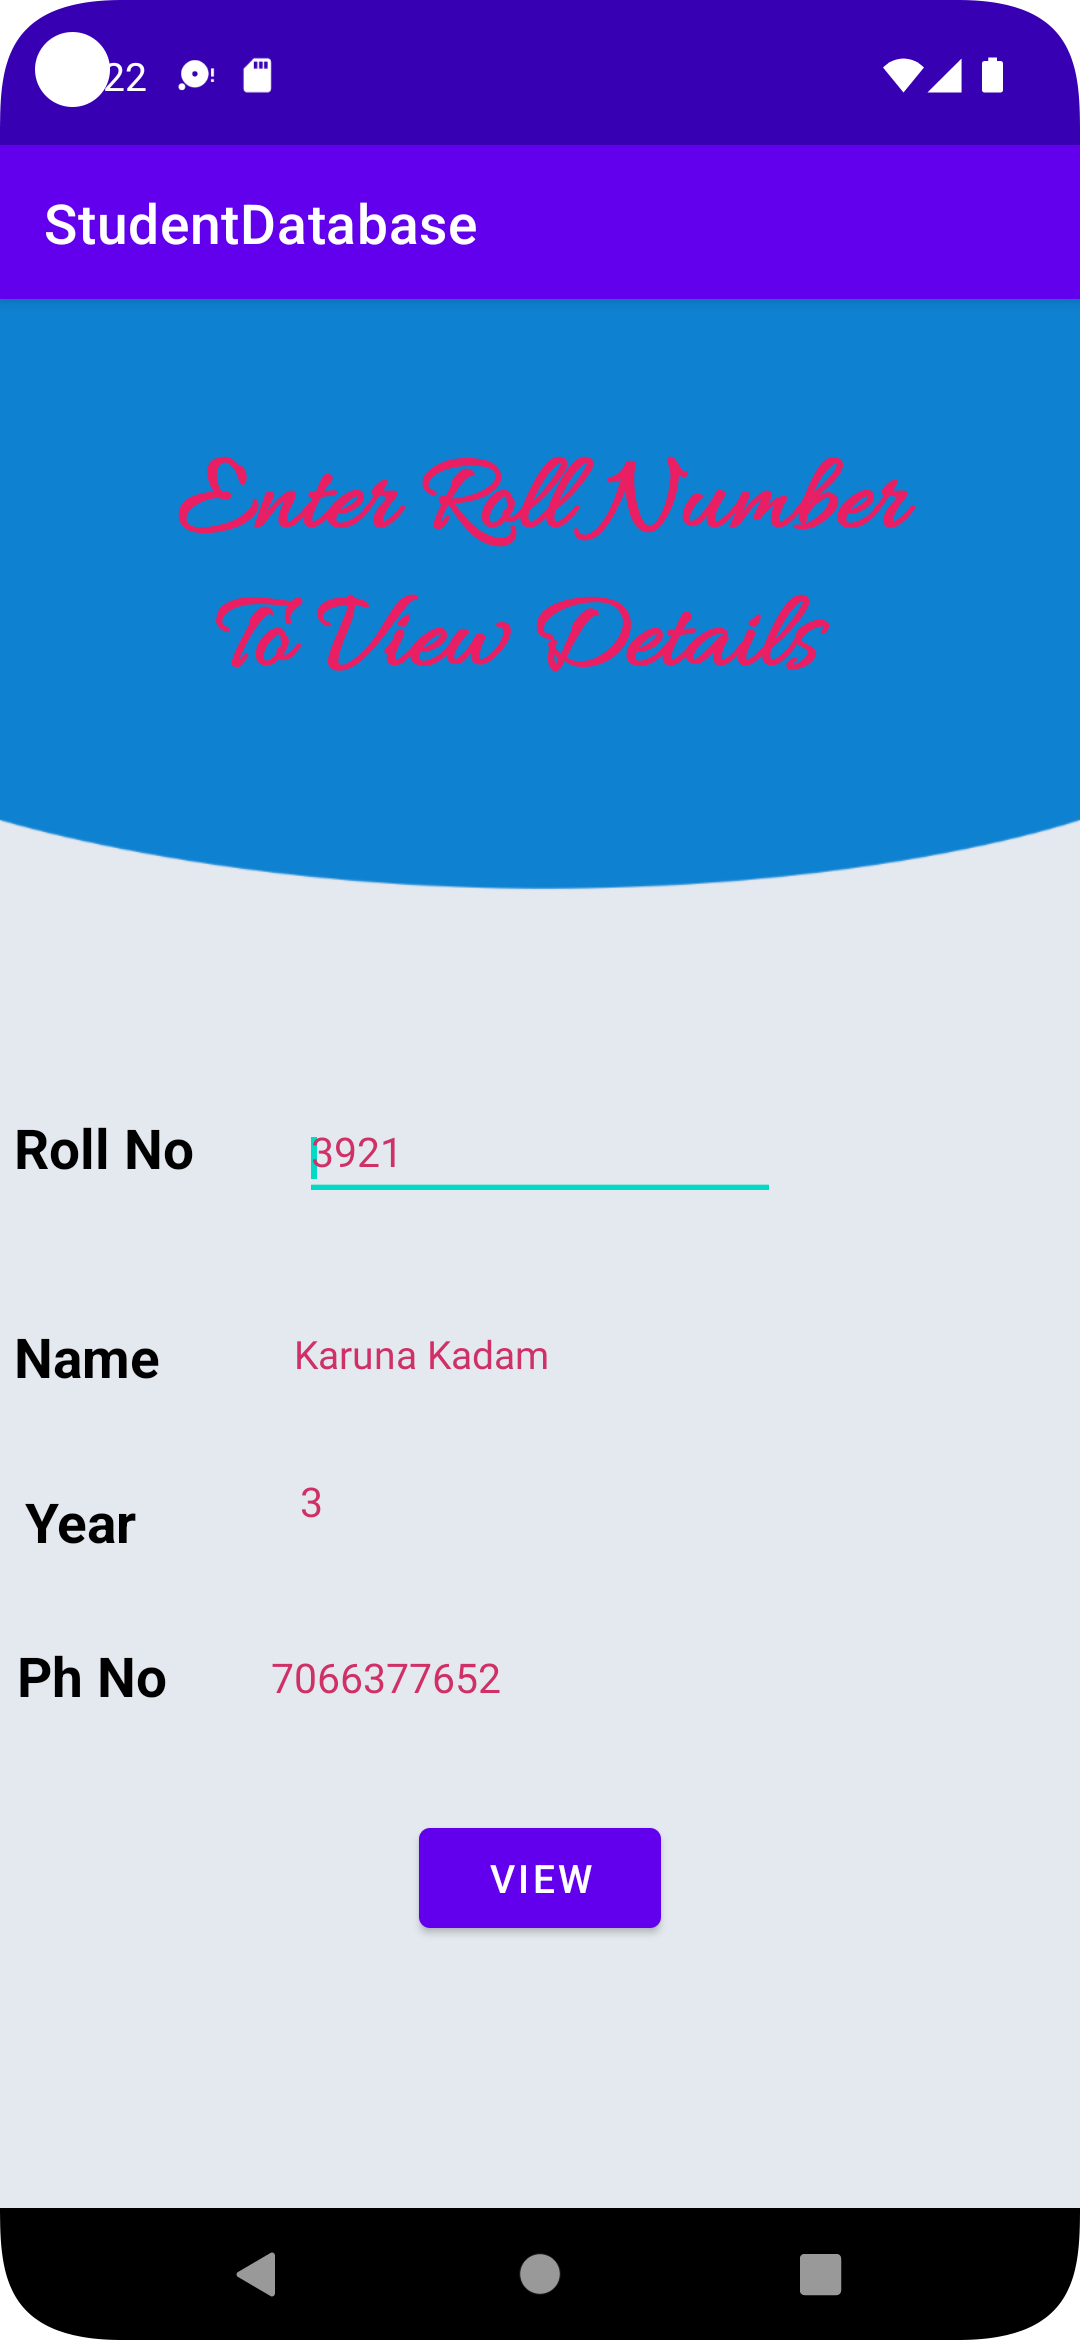 22
StudentDatabase
Enter Roll Number
To View Details
Roll No 3921
Name Karuna Kadam
Year 3
Ph No 7066377652
VIEW